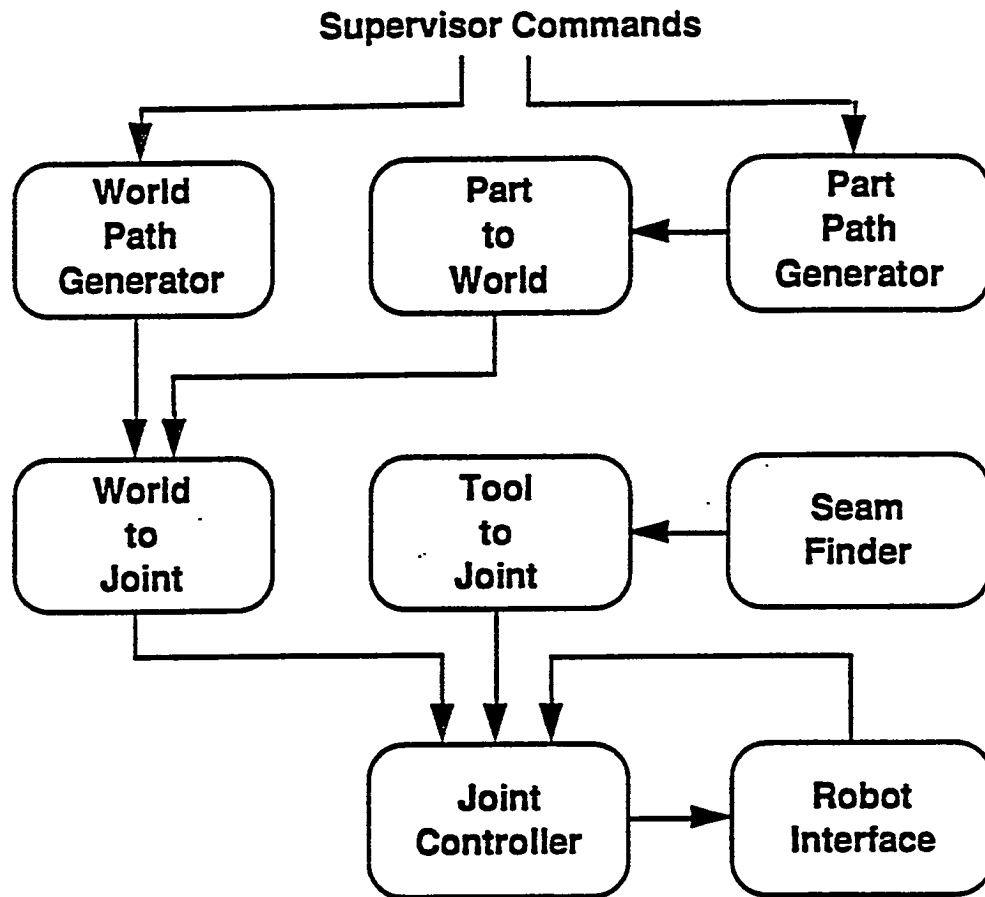 Supervisor Commands
World
Path
Generator
Part
to
World
Part
Path
Generator
World
to
Joint
Tool
to
Joint
Seam
Finder
Joint
Controller
Robot
Interface